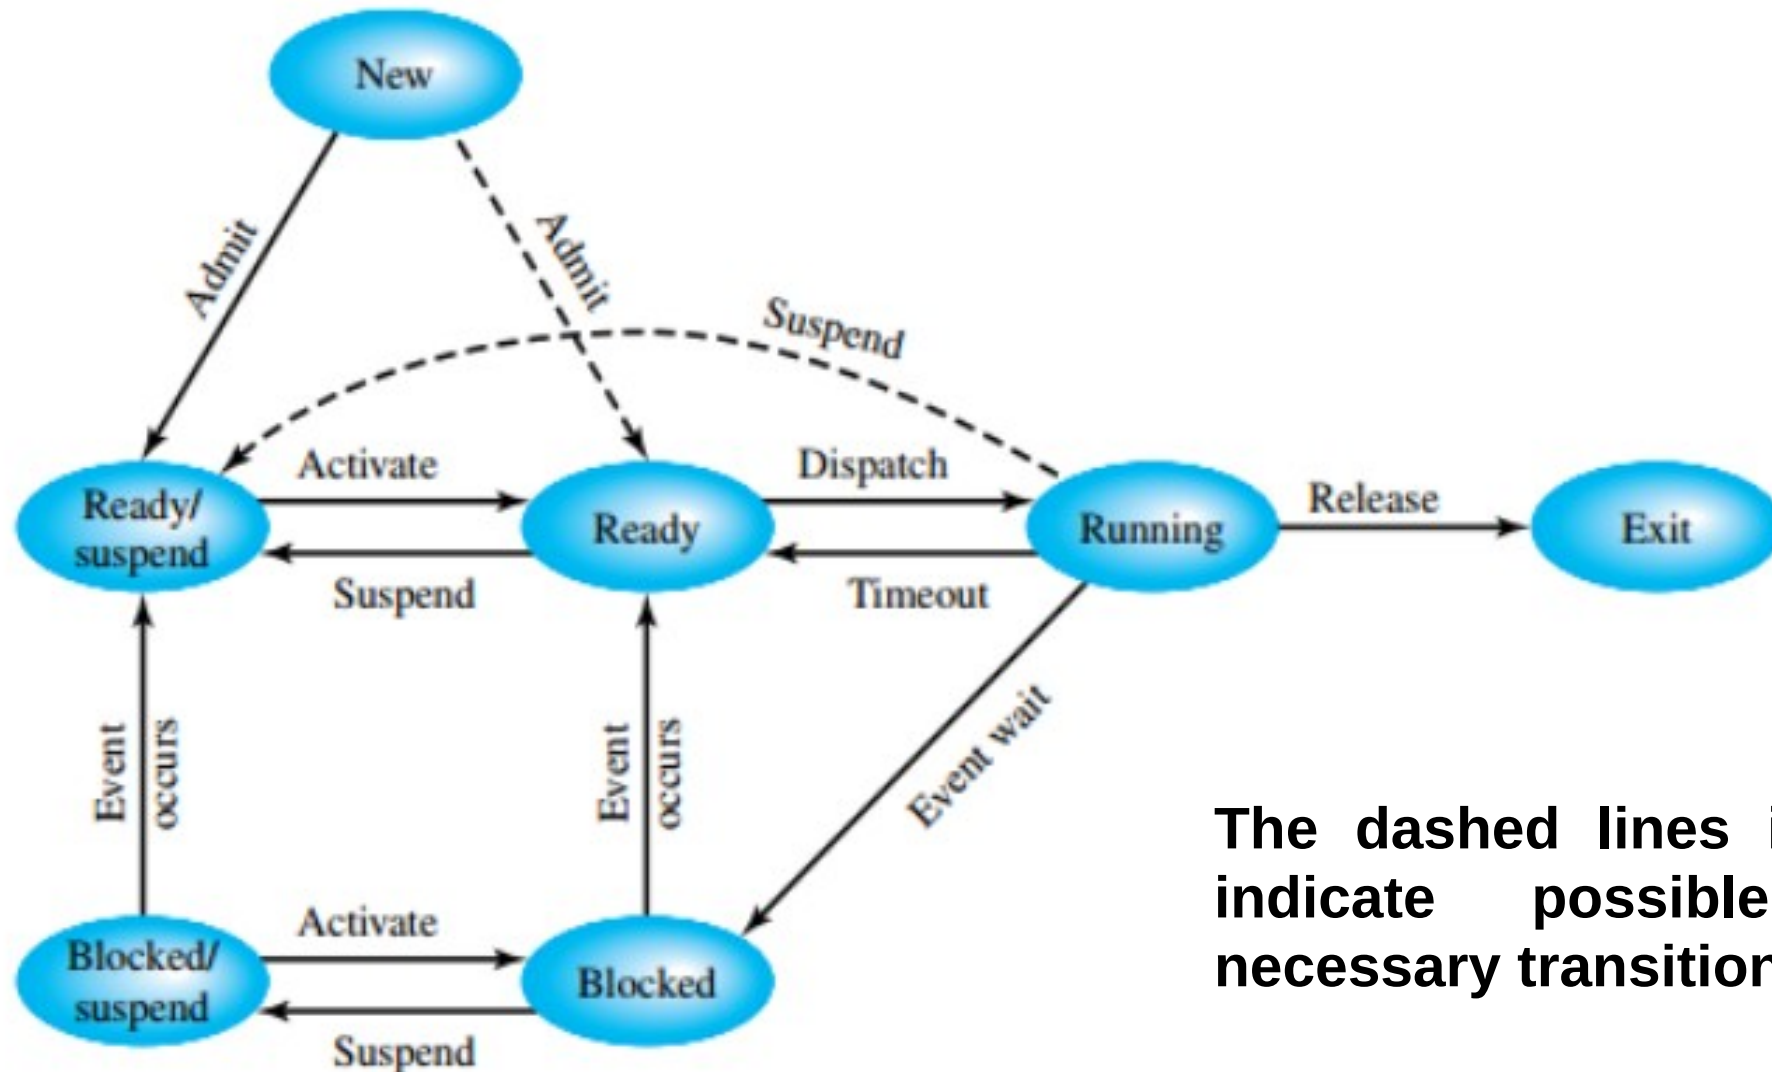 New
Admit
Admit
Suspend
Activate
Dispatch
Release
Ready/
suspend
Ready
Running
Exit
Suspend
Timeout
Event
occurs
Event
occurs
Event wait
The dashed lines
indicate possible
necessary transition
Activate
Blocked/
suspend
Blocked
Suspend